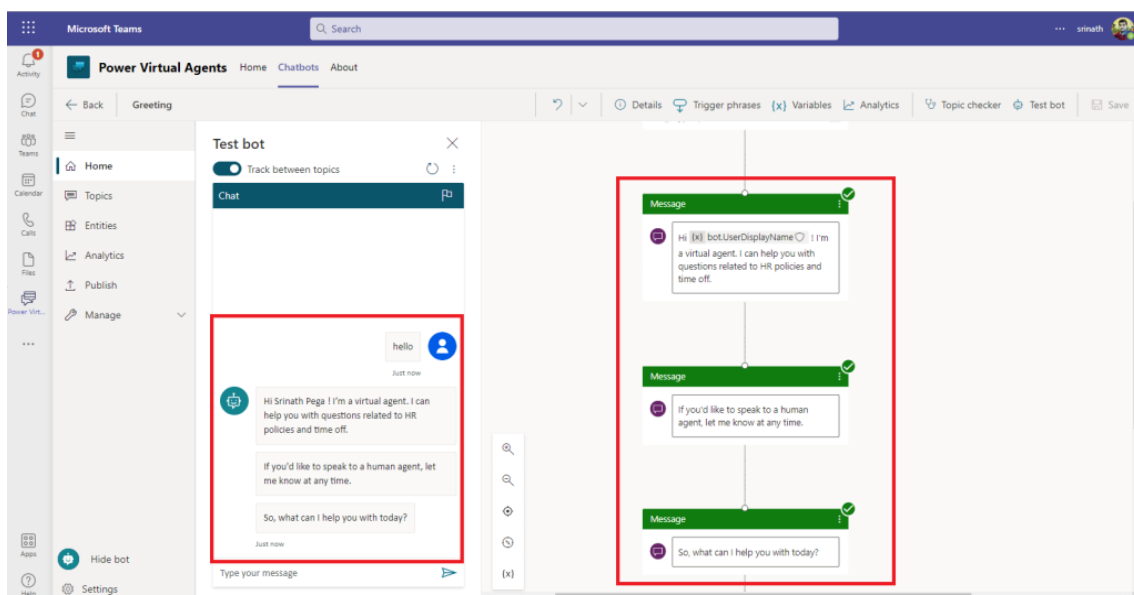 Microsoft Teams
Search
srinath
1
Activity
Chat
Teams
Calendar
Calls
Files
Power Virt...
Apps
Help
Power Virtual Agents Home Chatbots About
Back Greeting
Details Trigger phrases {x} Variables Analytics Topic checker Test bot Save
Home
Topics
Entities
Analytics
Publish
Manage
Hide bot
Settings
Test bot
Track between topics
Chat
hello
Just now
Hi Srinath Pega ! I'm a virtual agent. I can
help you with questions related to HR
policies and time off.
If you'd like to speak to a human agent, let
me know at any time.
So, what can I help you with today?
Just now
Type your message
{x}
Message
Hi {x} bot.UserDisplayName ! I'm
a virtual agent. I can help you with
questions related to HR policies and
time off.
Message
If you'd like to speak to a human
agent, let me know at any time.
Message
So, what can I help you with today?